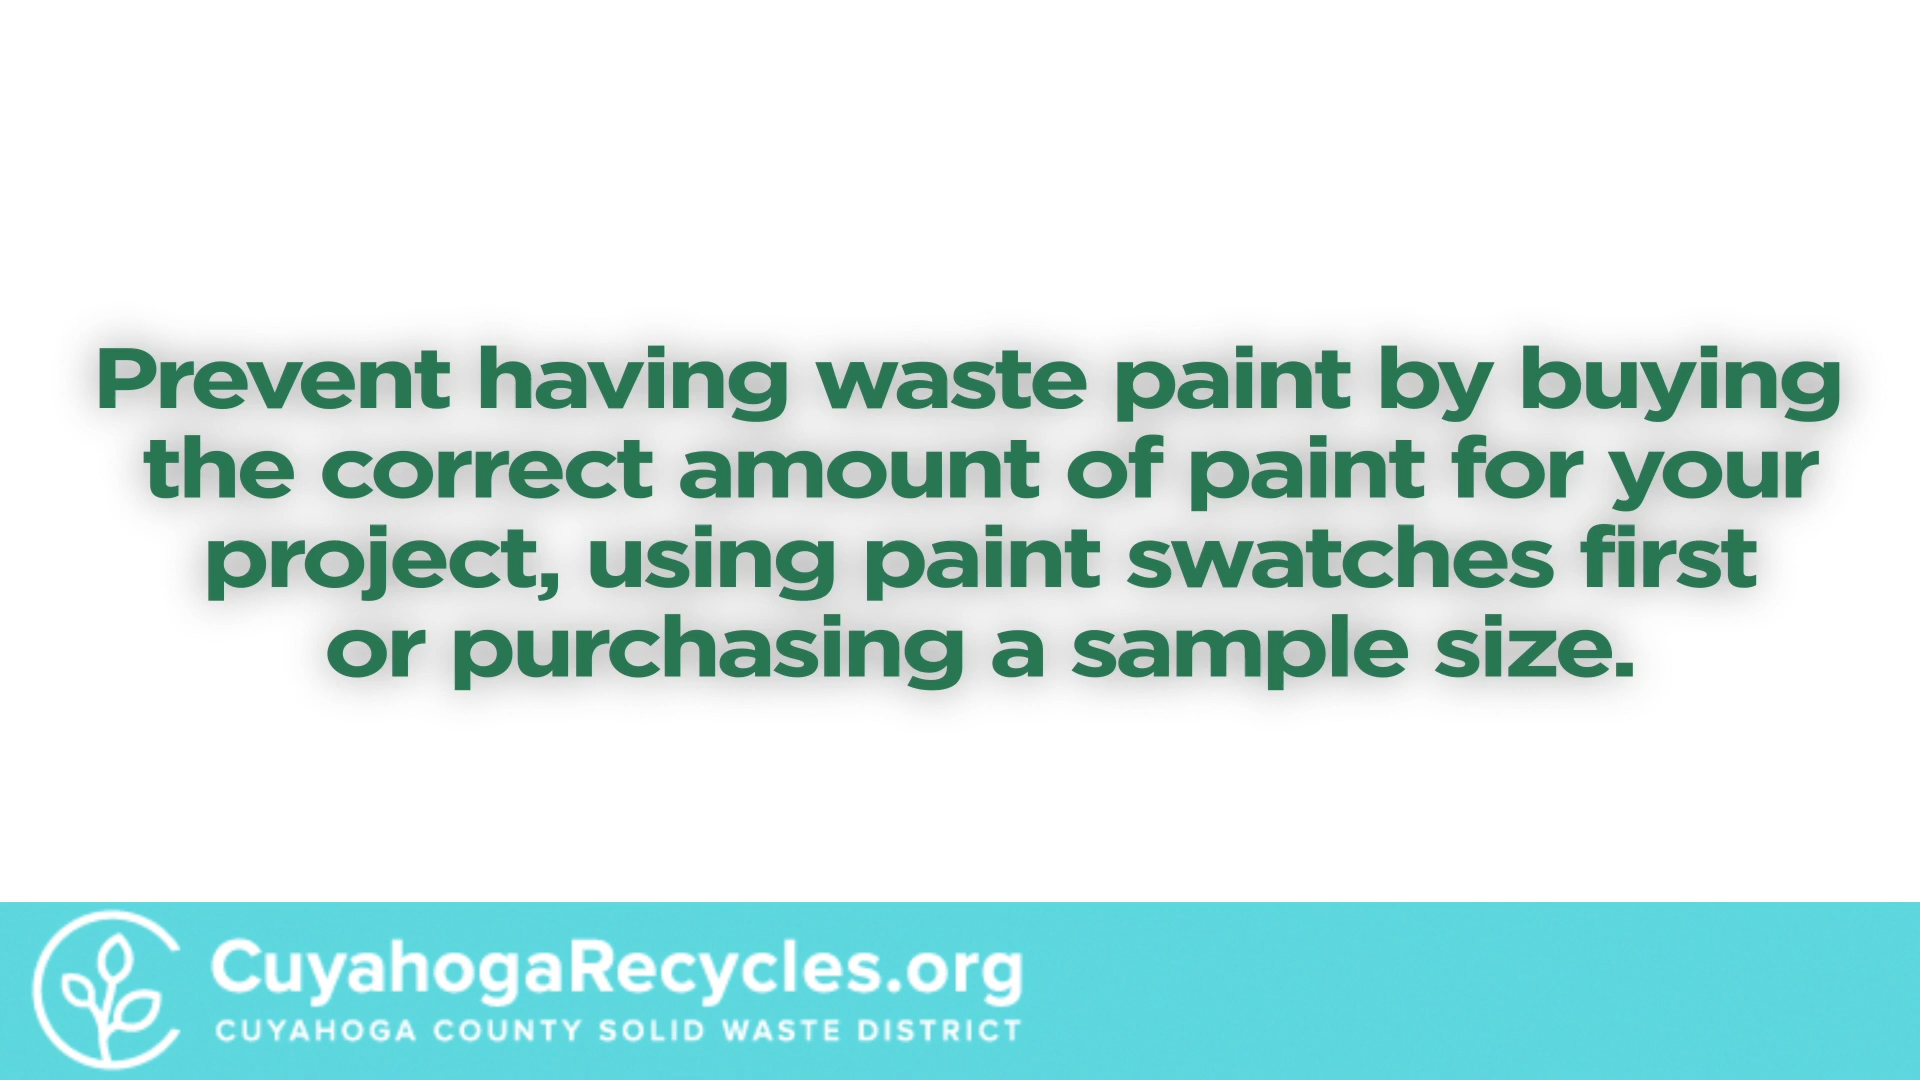 Prevent having waste paint by buying
the correct amount of paint for your
project, using paint swatches first
or purchasing a sample size.
CuyahogaRecycles.org
CUYAHOGA COUNTY SOLID WASTE DISTRICT